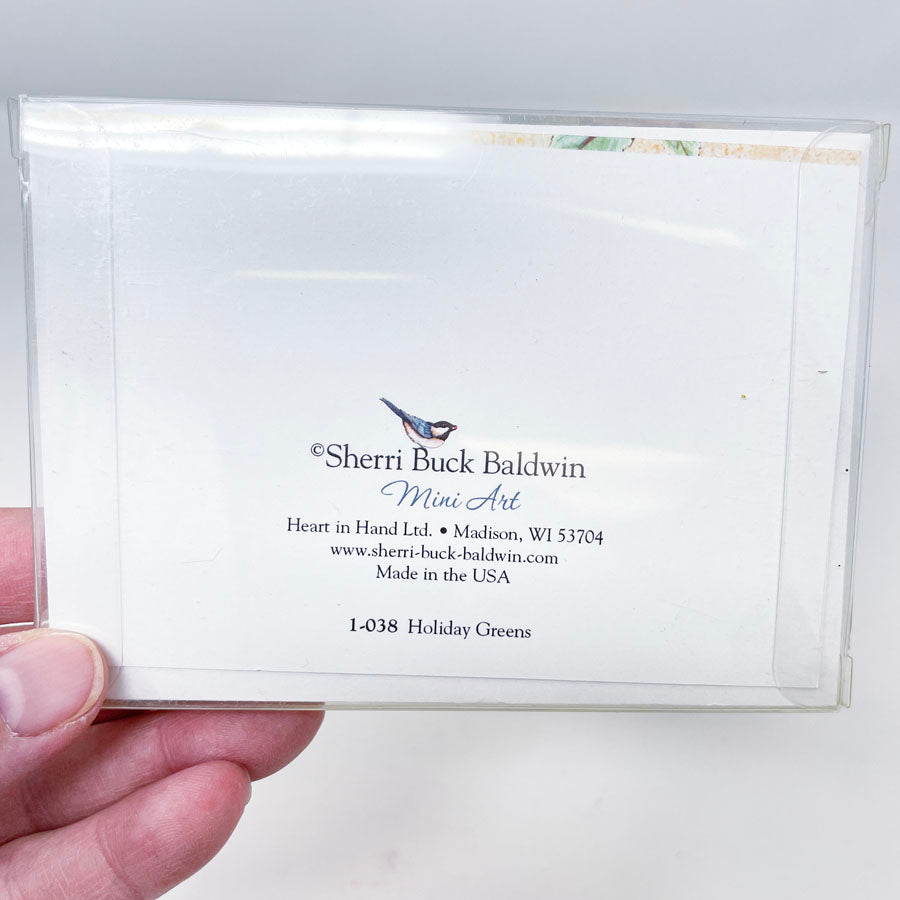 ©Sherri Buck Baldwin
Mini Art
Heart in Hand Ltd. • Madison, WI 53704
www.sherri-buck-baldwin.com
Made in the USA
1-038 Holiday Greens